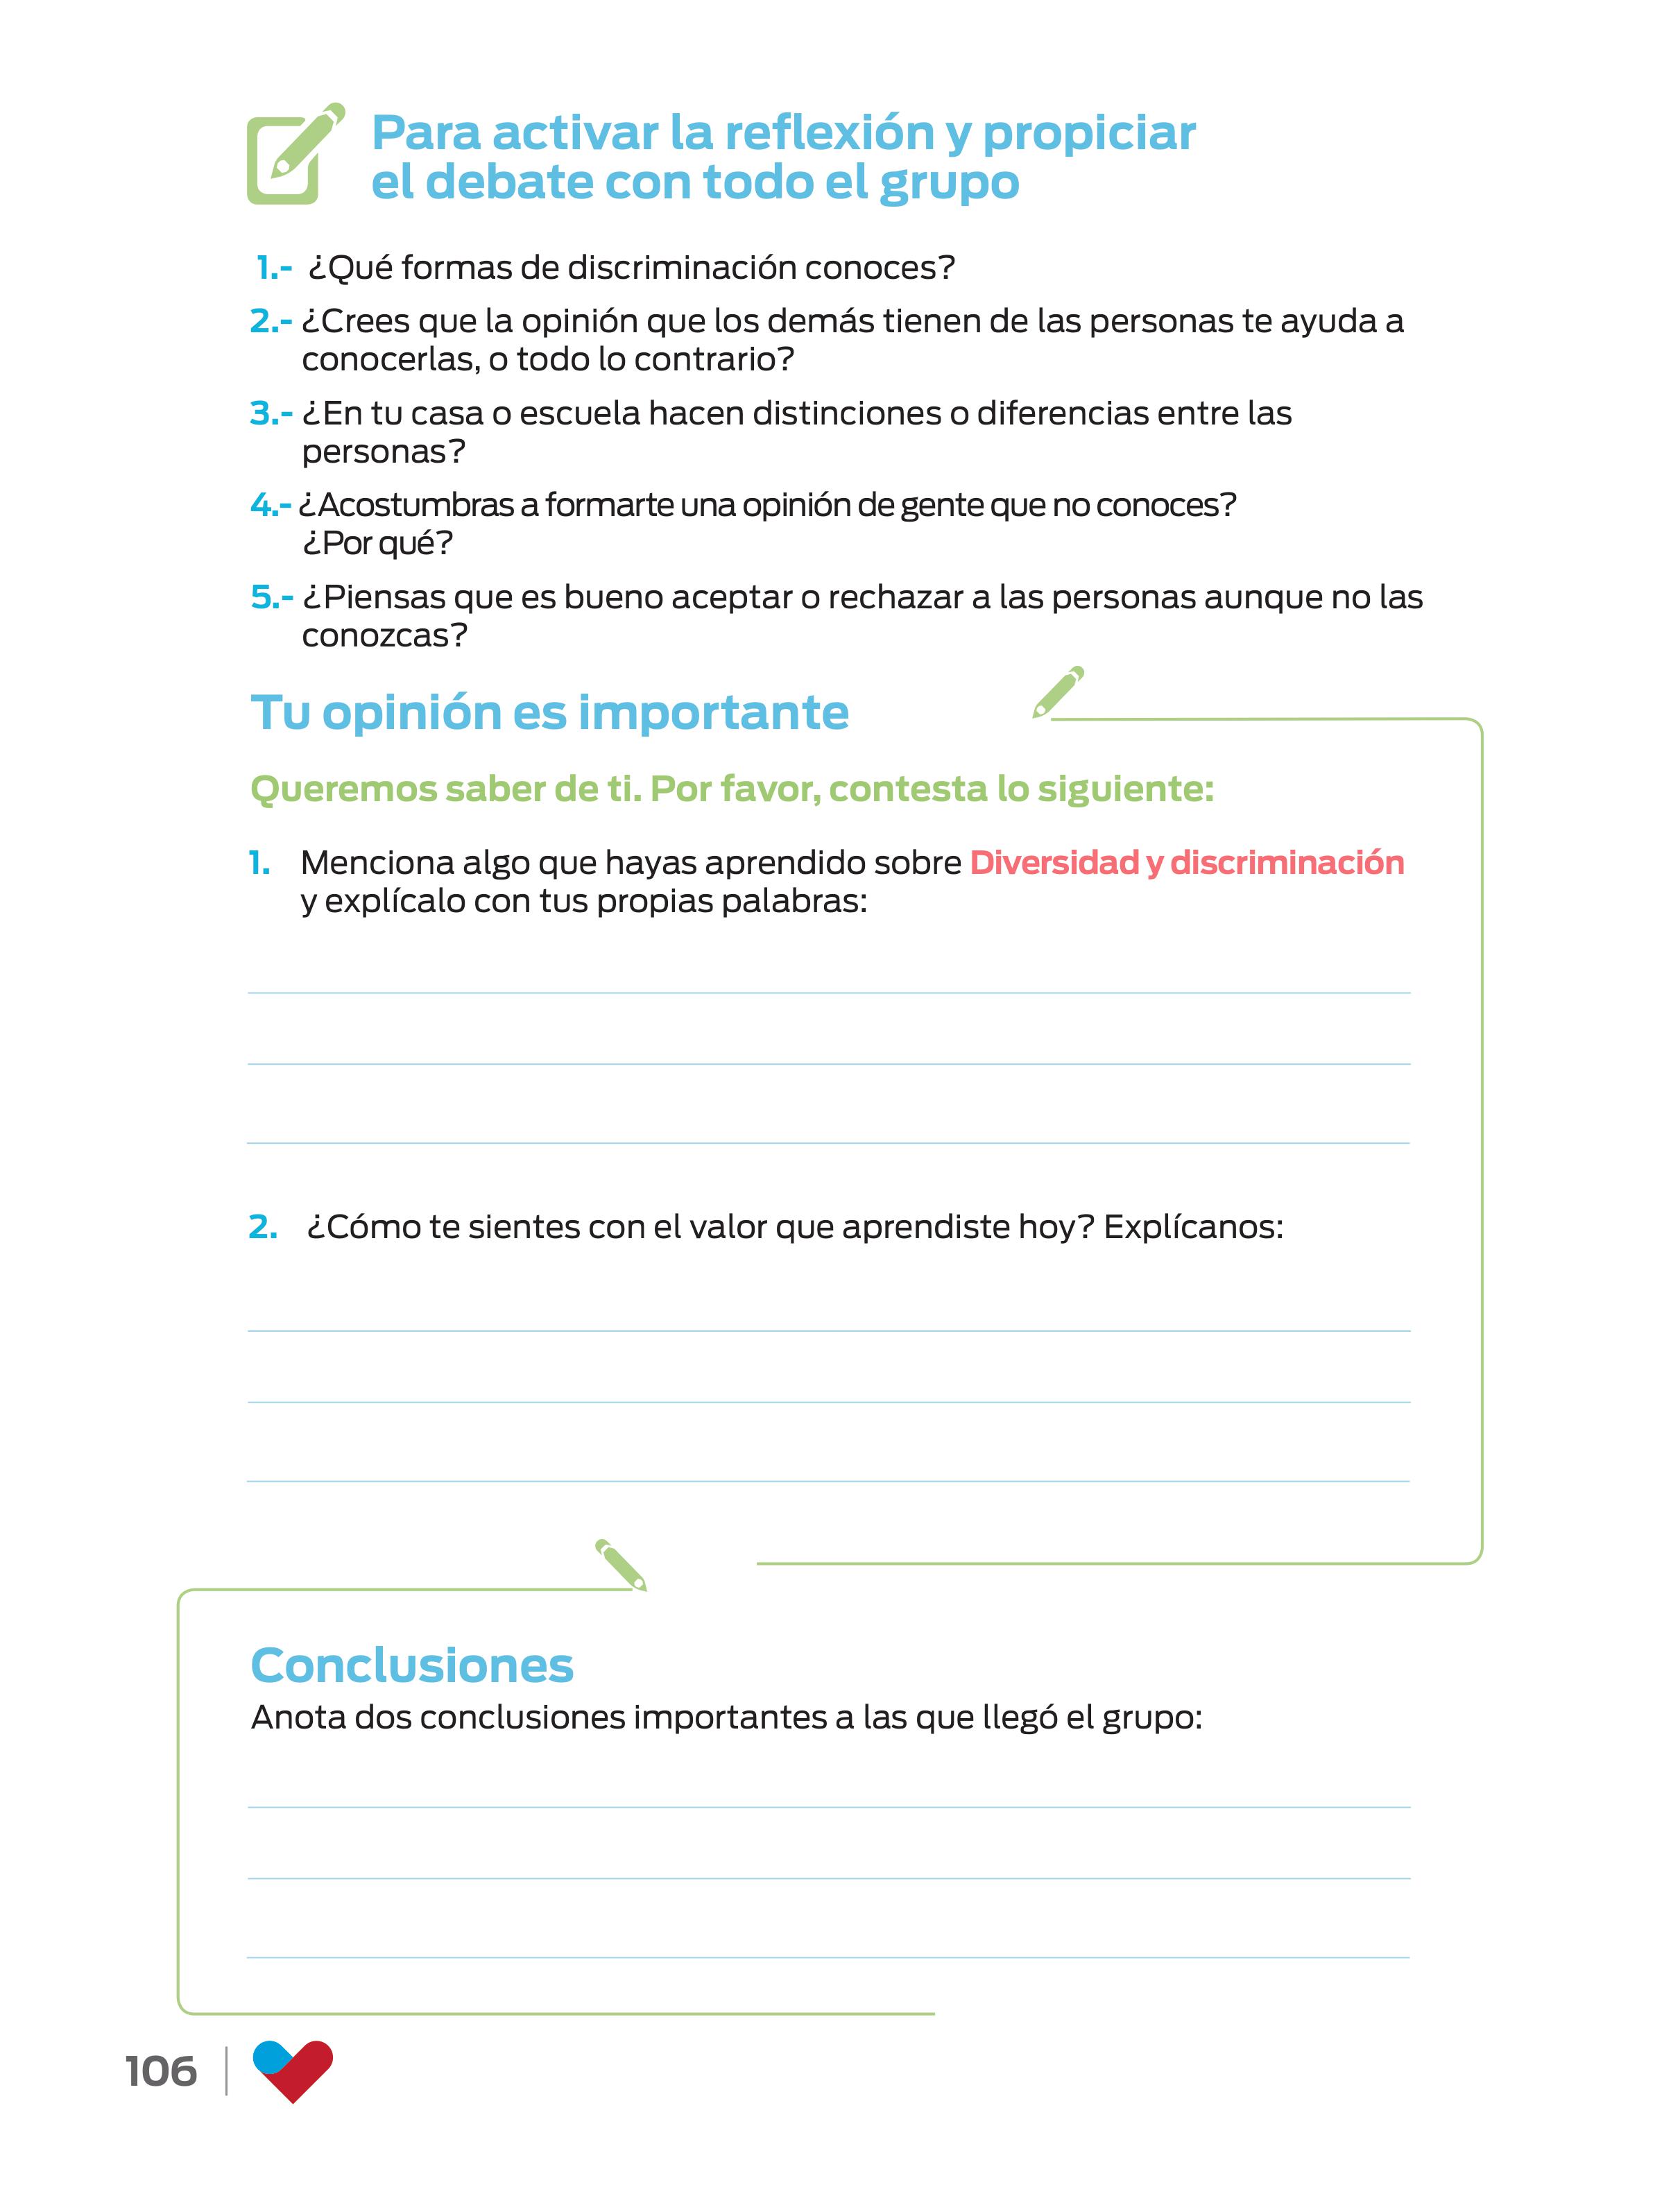 Para activar la reflexión y propiciar
el debate con todo el grupo
1.- ¿Qué formas de discriminación conoces?
2.- ¿Crees que la opinión que los demás tienen de las personas te ayuda a
conocerlas, o todo lo contrario?
3.- ¿En tu casa o escuela hacen distinciones o diferencias entre las
personas?
4.- ¿Acostumbras a formarte una opinión de gente que no conoces?
¿Por qué?
5.- ¿Piensas que es bueno aceptar o rechazar a las personas aunque no las
conozcas?
Tu opinión es importante
Queremos saber de ti. Por favor, contesta lo siguiente:
1. Menciona algo que hayas aprendido sobre Diversidad y discriminación
y explícalo con tus propias palabras:
2. ¿Cómo te sientes con el valor que aprendiste hoy? Explícanos:
Conclusiones
Anota dos conclusiones importantes a las que llegó el grupo:
106